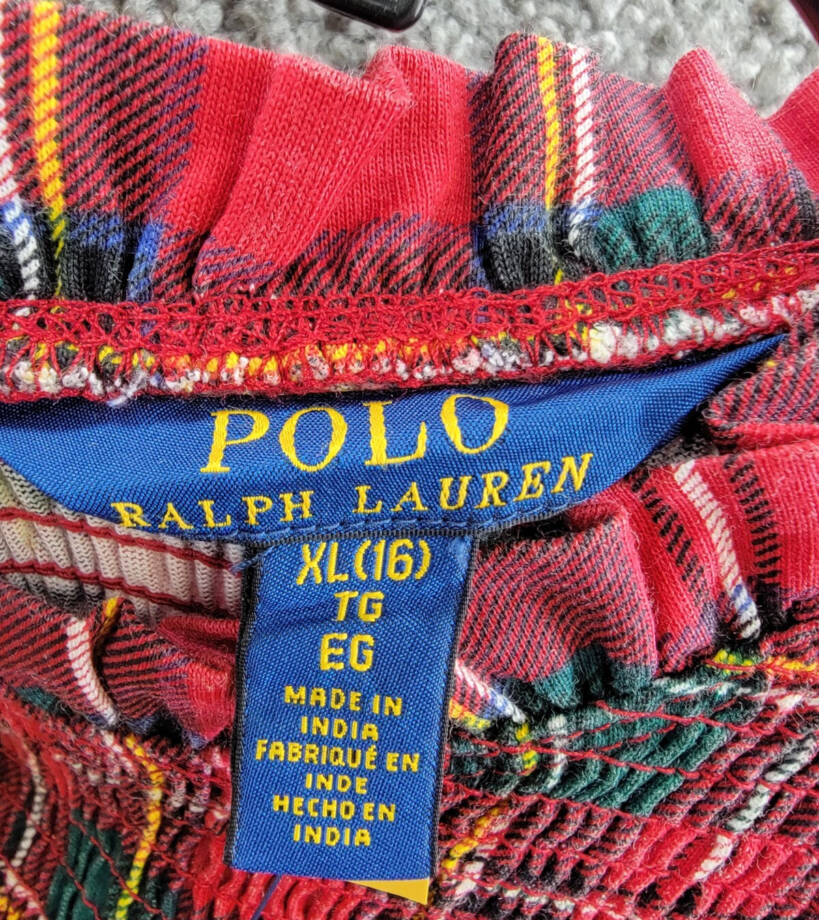 POLO
RALPH LAUREN
XL(16)
TG
EG
MADE IN
INDIA
FABRIQUÉ EN
INDE
HECHO EN
INDIA